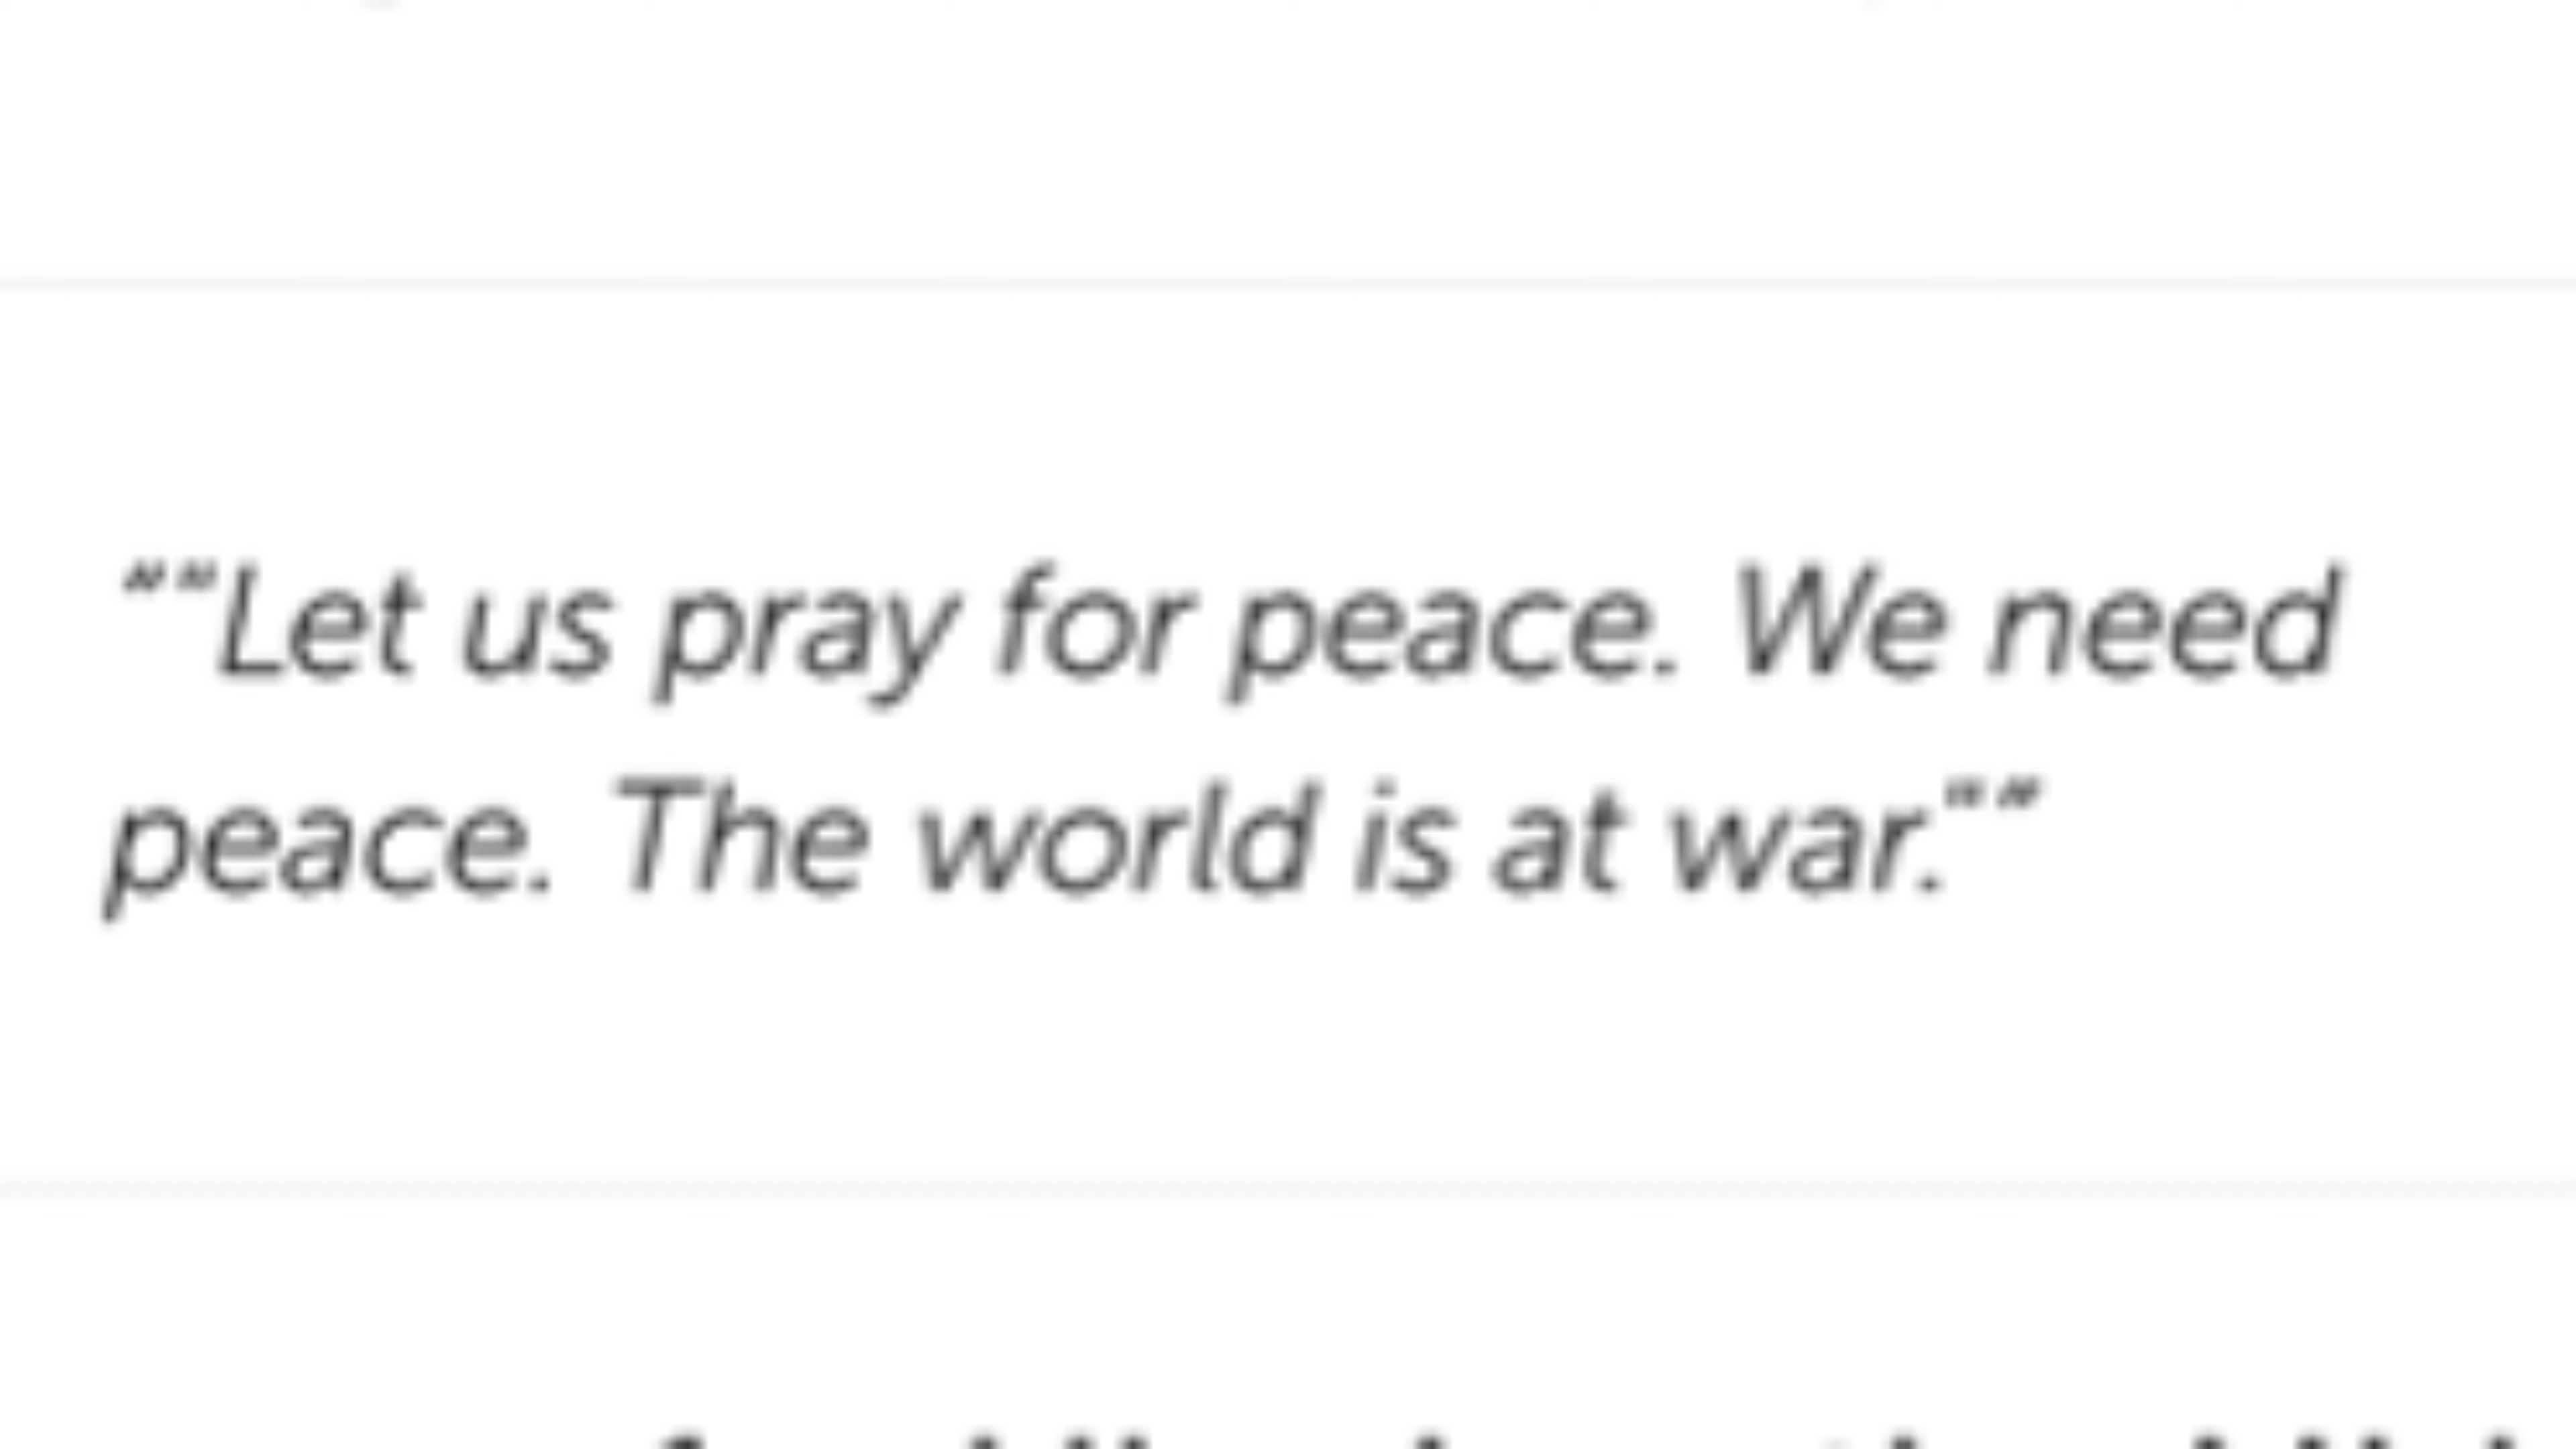 “"Let us pray for peace. We need
peace. The world is at war."”